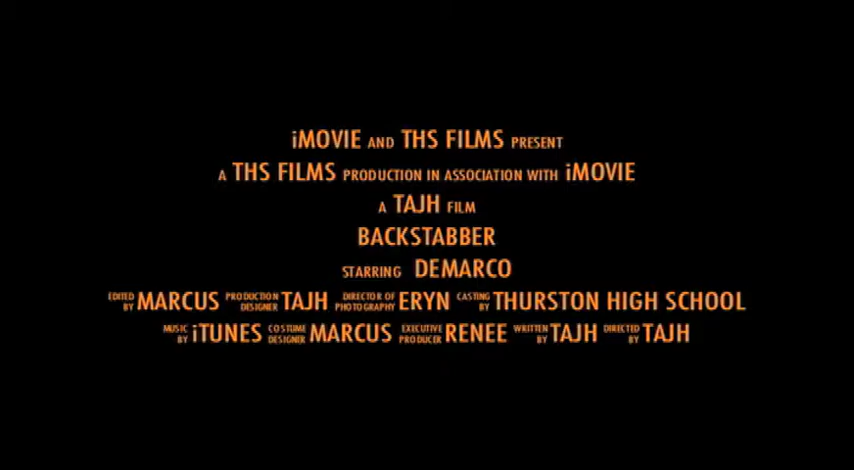 iMOVIE AND THS FILMS PRESENT
A THS FILMS PRODUCTION IN ASSOCIATION WITH iMOVIE
A TAJH FILM
BACKSTABBER
STARRING DEMARCO
EDITED BY MARCUS PRODUCTION DESIGNER TAJH DIRECTOR OF PHOTOGRAPHY ERYN CASTING BY THURSTON HIGH SCHOOL
MUSIC BY iTUNES COSTUME DESIGNER MARCUS EXECUTIVE PRODUCER RENEE WRITTEN BY TAJH DIRECTED BY TAJH